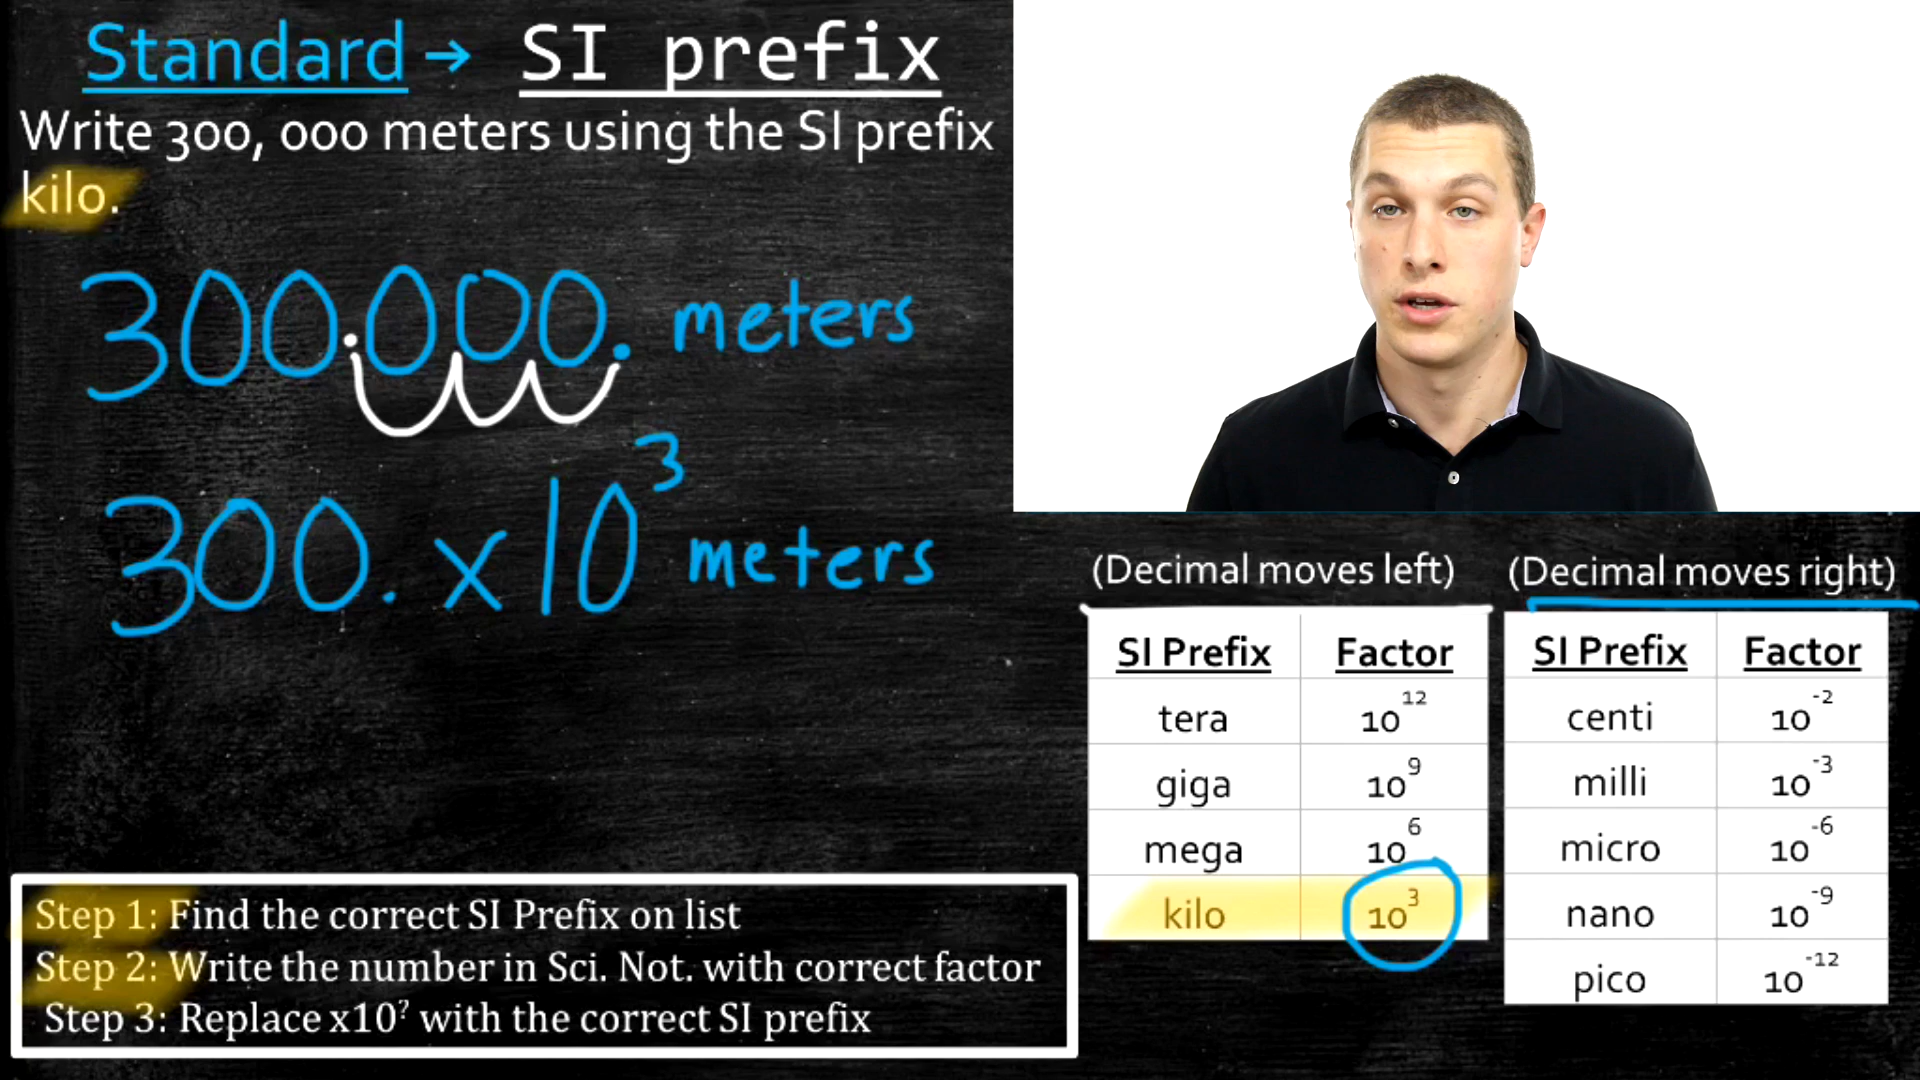 Standard → SI prefix
Write 300, 000 meters using the SI prefix
kilo.
300.000. meters
300. x 10³ meters
Step 1: Find the correct SI Prefix on list
Step 2: Write the number in Sci. Not. with correct factor
Step 3: Replace x10^? with the correct SI prefix
(Decimal moves left)
SI Prefix Factor
tera 10¹²
giga 10⁹
mega 10⁶
kilo 10³
(Decimal moves right)
SI Prefix Factor
centi 10⁻²
milli 10⁻³
micro 10⁻⁶
nano 10⁻⁹
pico 10⁻¹²